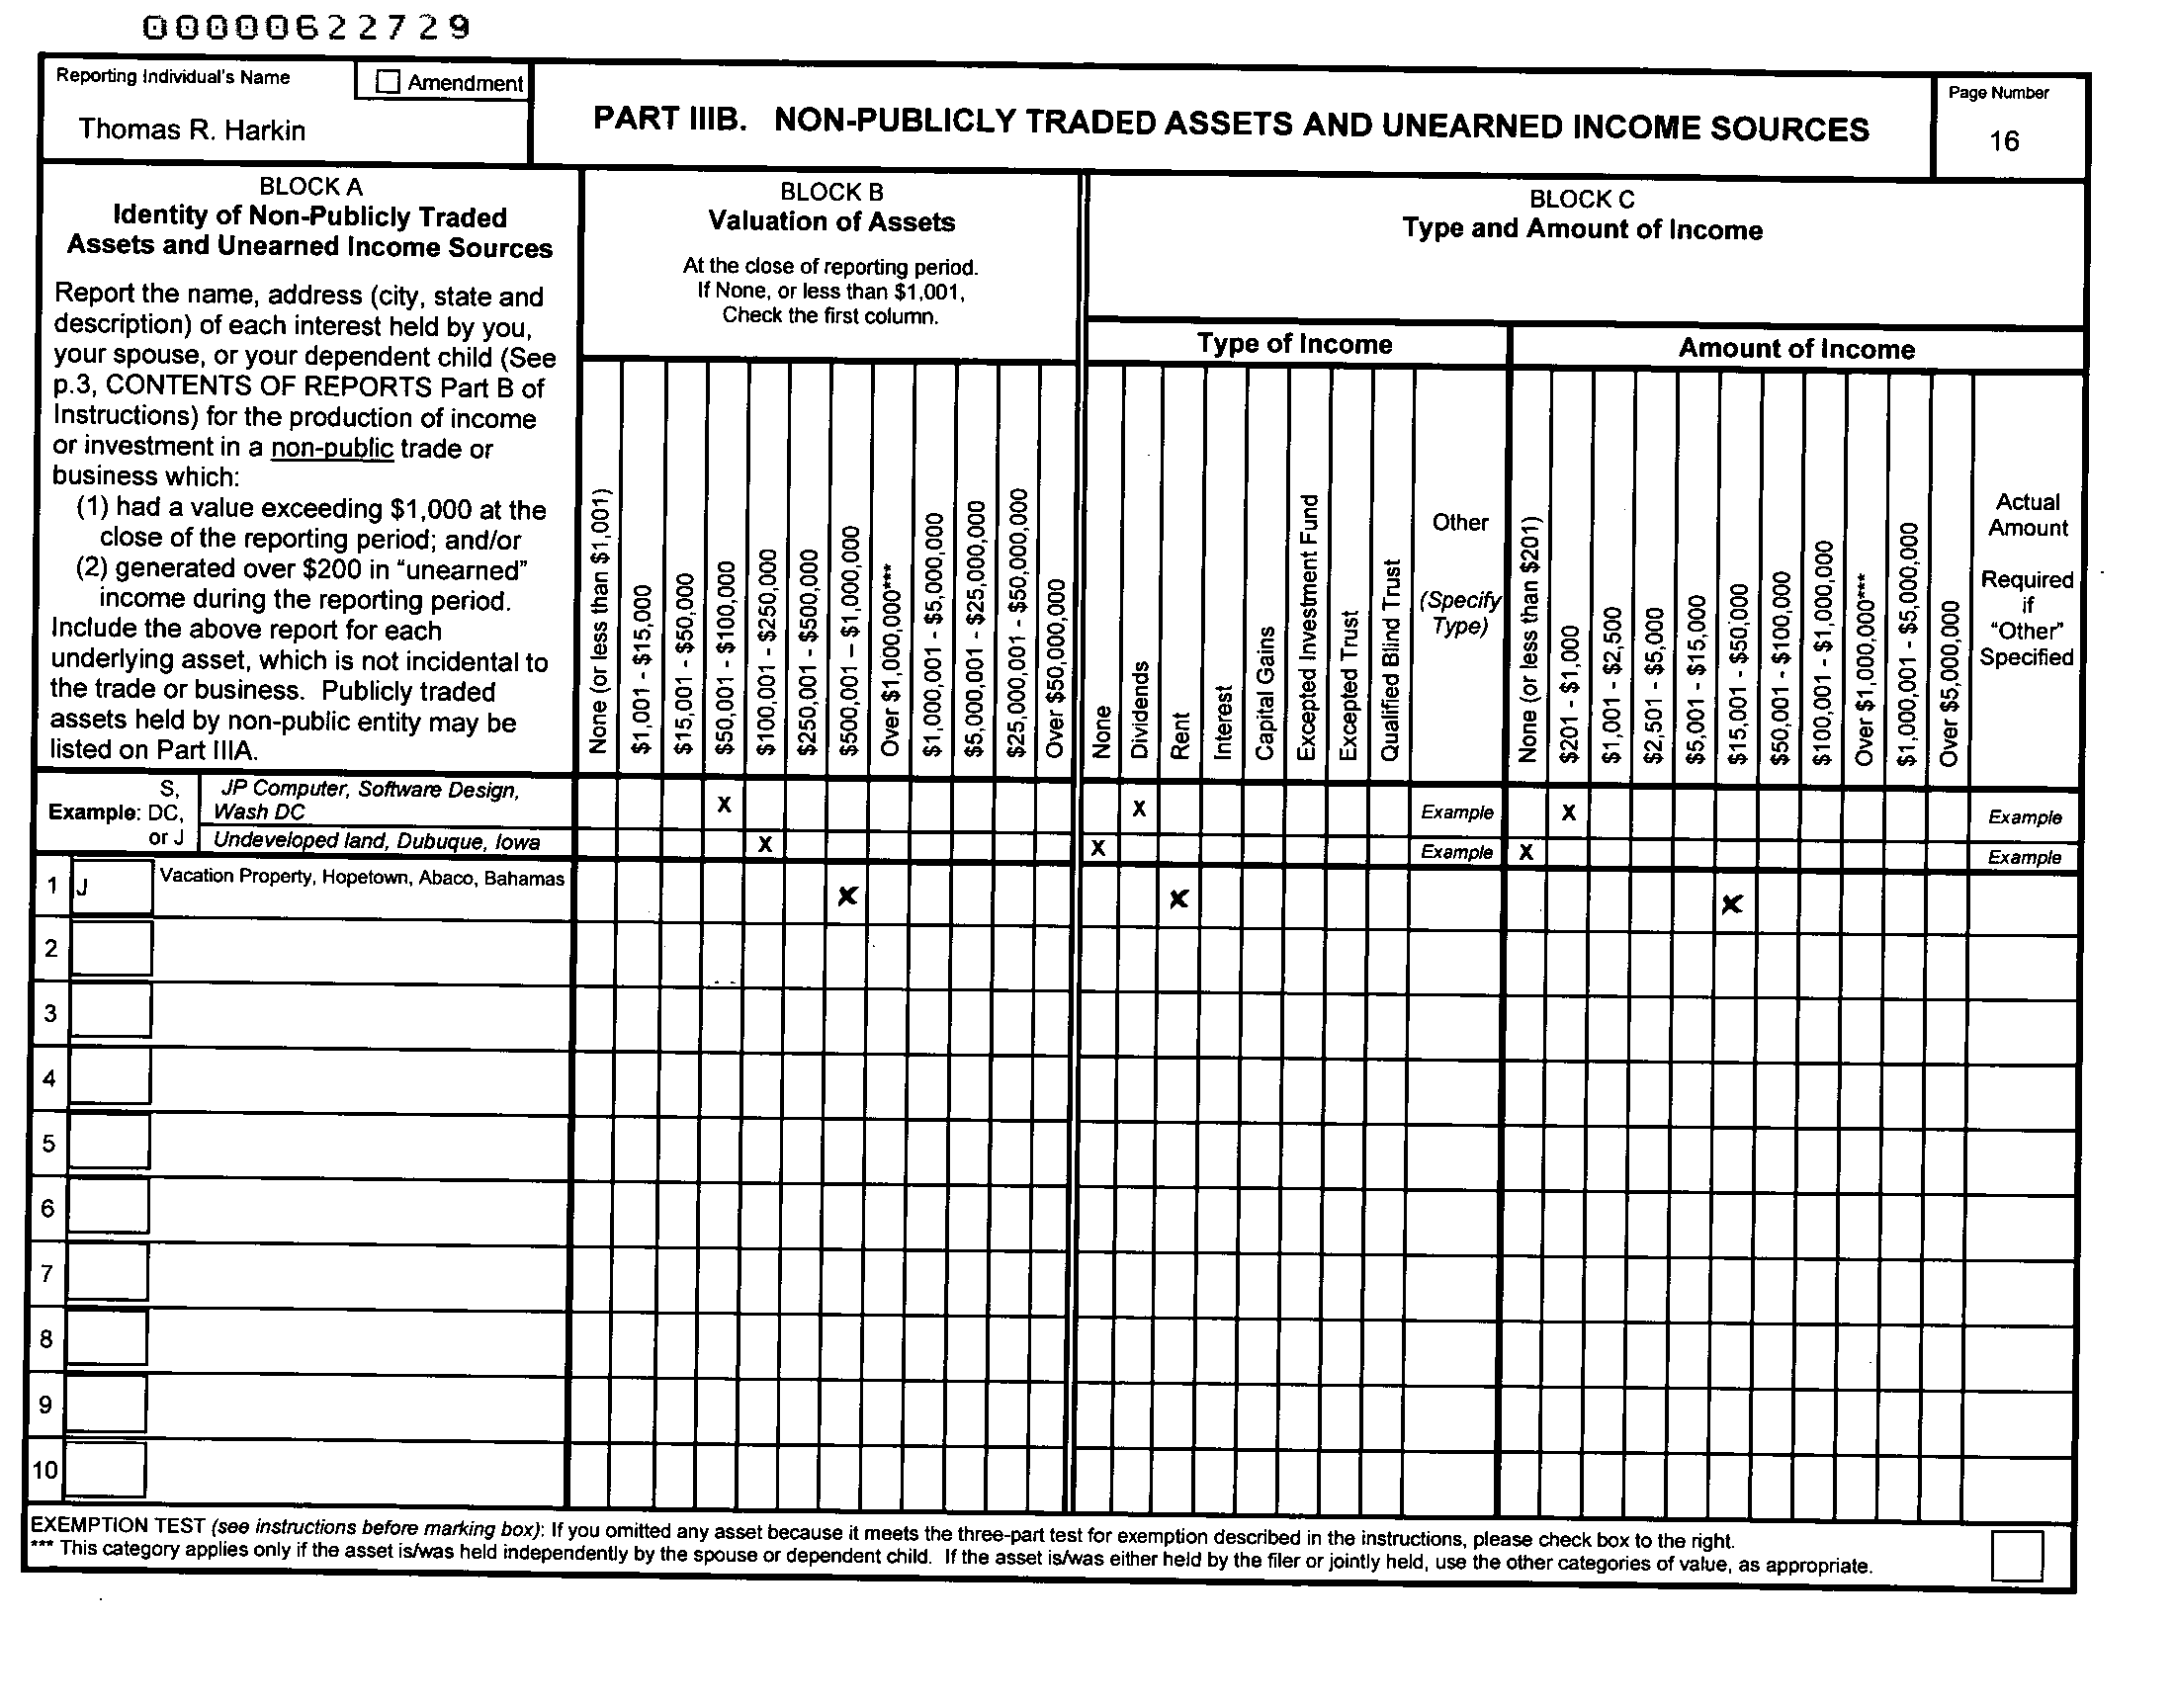 00000622729
Reporting Individual's Name
Amendment
Thomas R. Harkin
PART IIIB. NON-PUBLICLY TRADED ASSETS AND UNEARNED INCOME SOURCES
Page Number
16
BLOCK A
Identity of Non-Publicly Traded
Assets and Unearned Income Sources
Report the name, address (city, state and
description) of each interest held by you,
your spouse, or your dependent child (See
p.3, CONTENTS OF REPORTS Part B of
Instructions) for the production of income
or investment in a non-public trade or
business which:
(1) had a value exceeding $1,000 at the
close of the reporting period; and/or
(2) generated over $200 in “unearned”
income during the reporting period.
Include the above report for each
underlying asset, which is not incidental to
the trade or business. Publicly traded
assets held by non-public entity may be
listed on Part IIIA.
BLOCK B
Valuation of Assets
At the close of reporting period.
If None, or less than $1,001,
Check the first column.
None (or less than $1,001)
$1,001 - $15,000
$15,001 - $50,000
$50,001 - $100,000
$100,001 - $250,000
$250,001 - $500,000
$500,001 – $1,000,000
Over $1,000,000***
$1,000,001 - $5,000,000
$5,000,001 - $25,000,000
$25,000,001 - $50,000,000
Over $50,000,000
BLOCK C
Type and Amount of Income
Type of Income
None
Dividends
Rent
Interest
Capital Gains
Excepted Investment Fund
Excepted Trust
Qualified Blind Trust
Other
(Specify
Type)
Amount of Income
None (or less than $201)
$201 - $1,000
$1,001 - $2,500
$2,501 - $5,000
$5,001 - $15,000
$15,001 - $50,000
$50,001 - $100,000
$100,001 - $1,000,000
Over $1,000,000***
$1,000,001 - $5,000,000
Over $5,000,000
Actual
Amount
Required
if
“Other”
Specified
Example:
S,
DC,
or J
JP Computer, Software Design,
Wash DC
X X Example X Example
Undeveloped land, Dubuque, Iowa X X Example X Example
1 J Vacation Property, Hopetown, Abaco, Bahamas X X X
2
3
4
5
6
7
8
9
10
EXEMPTION TEST (see instructions before marking box): If you omitted any asset because it meets the three-part test for exemption described in the instructions, please check box to the right.
*** This category applies only if the asset is/was held independently by the spouse or dependent child. If the asset is/was either held by the filer or jointly held, use the other categories of value, as appropriate.